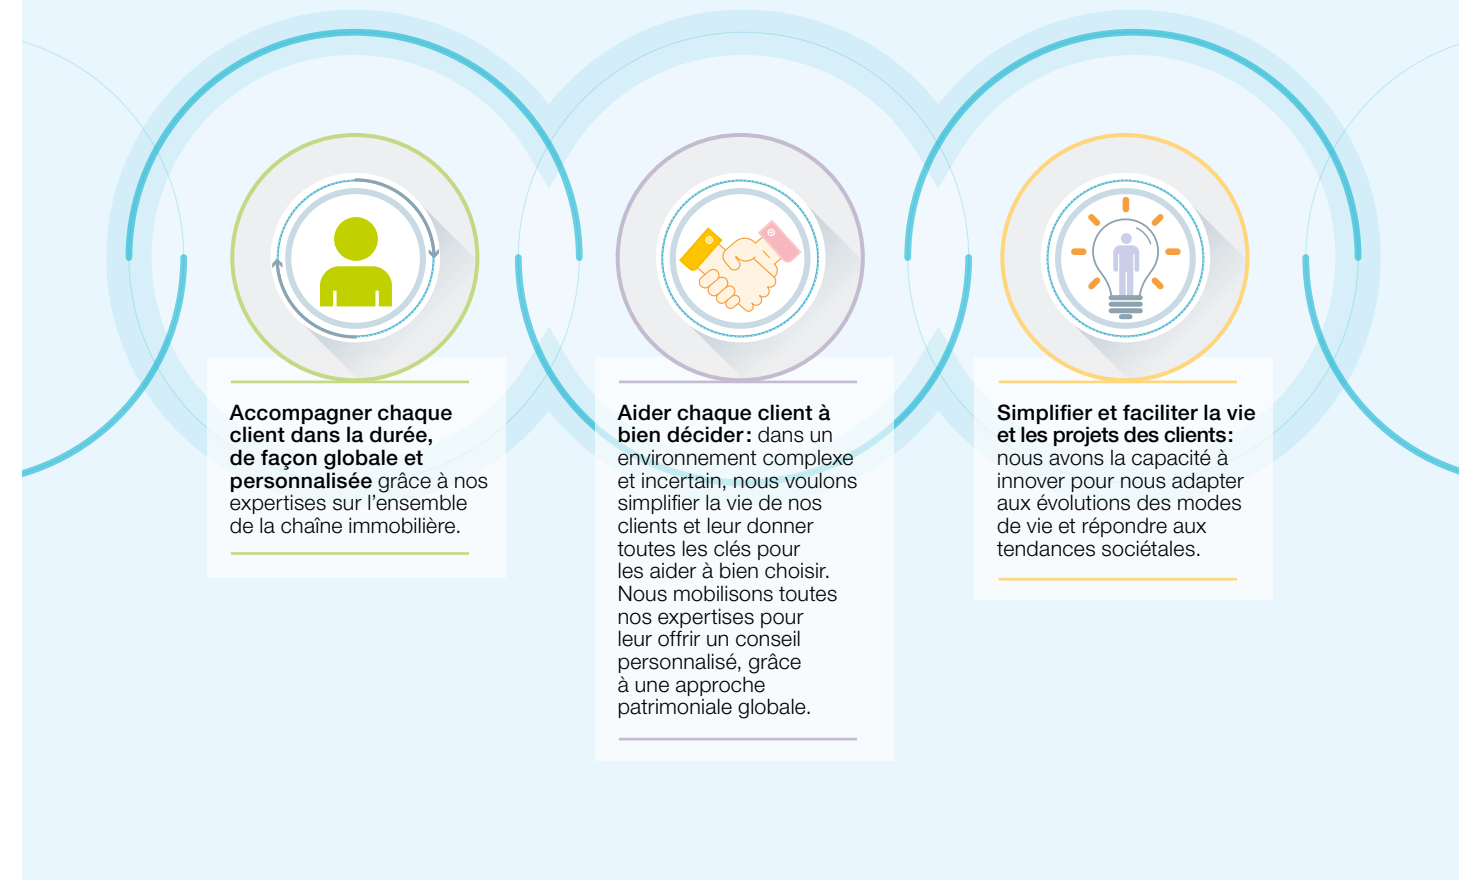 Accompagner chaque
client dans la durée,
de façon globale et
personnalisée grâce à nos
expertises sur l’ensemble
de la chaîne immobilière.
Aider chaque client à
bien décider : dans un
environnement complexe
et incertain, nous voulons
simplifier la vie de nos
clients et leur donner
toutes les clés pour
les aider à bien choisir.
Nous mobilisons toutes
nos expertises pour
leur offrir un conseil
personnalisé, grâce
à une approche
patrimoniale globale.
Simplifier et faciliter la vie
et les projets des clients :
nous avons la capacité à
innover pour nous adapter
aux évolutions des modes
de vie et répondre aux
tendances sociétales.